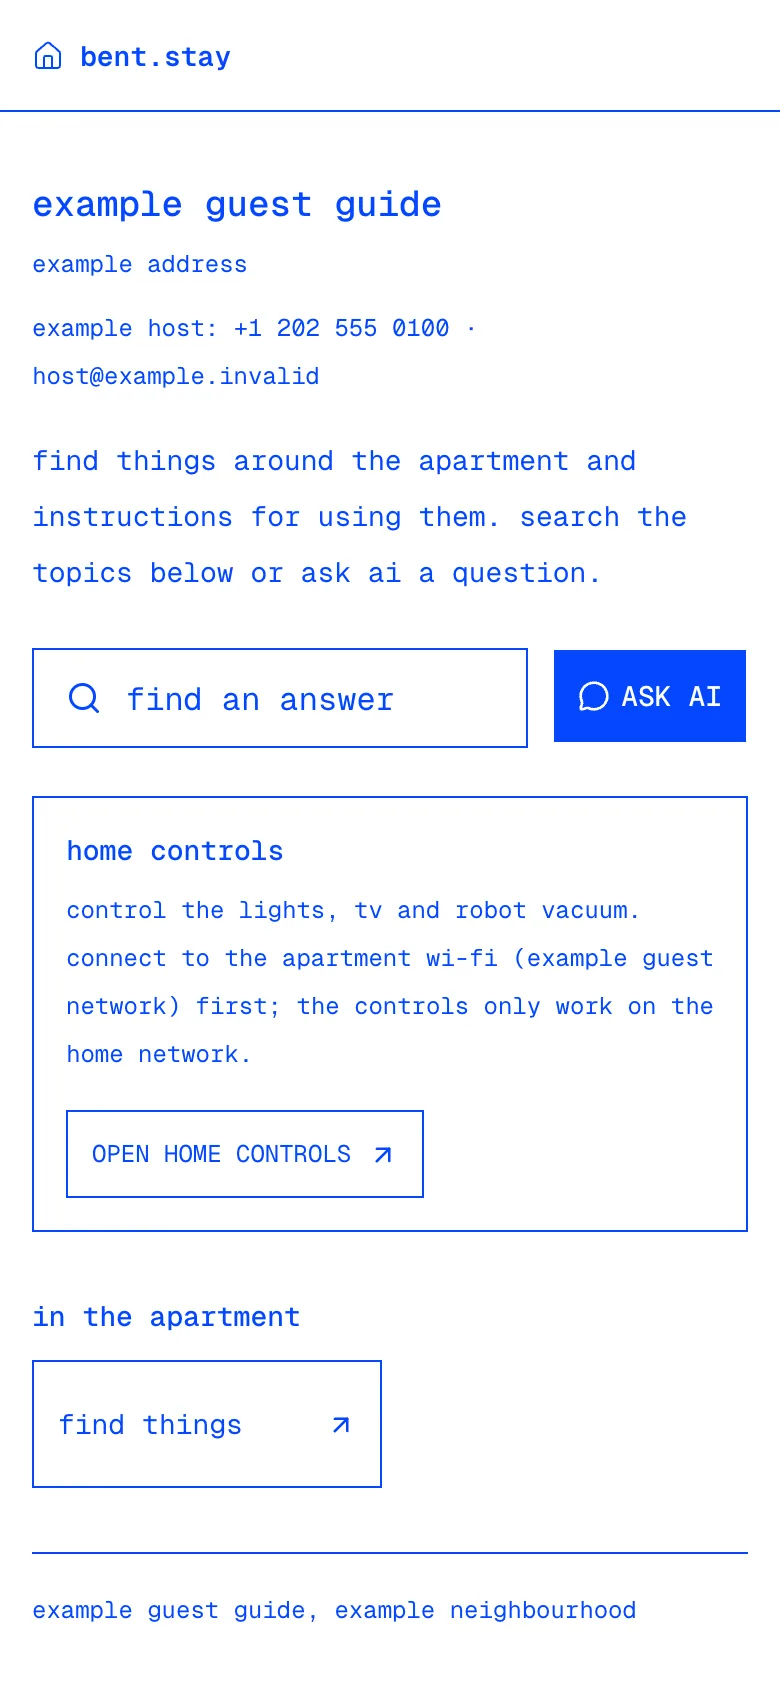 bent.stay
example guest guide
example address
example host: +1 202 555 0100 ·
host@example.invalid
find things around the apartment and
instructions for using them. search the
topics below or ask ai a question.
find an answer
ASK AI
home controls
control the lights, tv and robot vacuum.
connect to the apartment wi-fi (example guest
network) first; the controls only work on the
home network.
OPEN HOME CONTROLS
in the apartment
find things
example guest guide, example neighbourhood